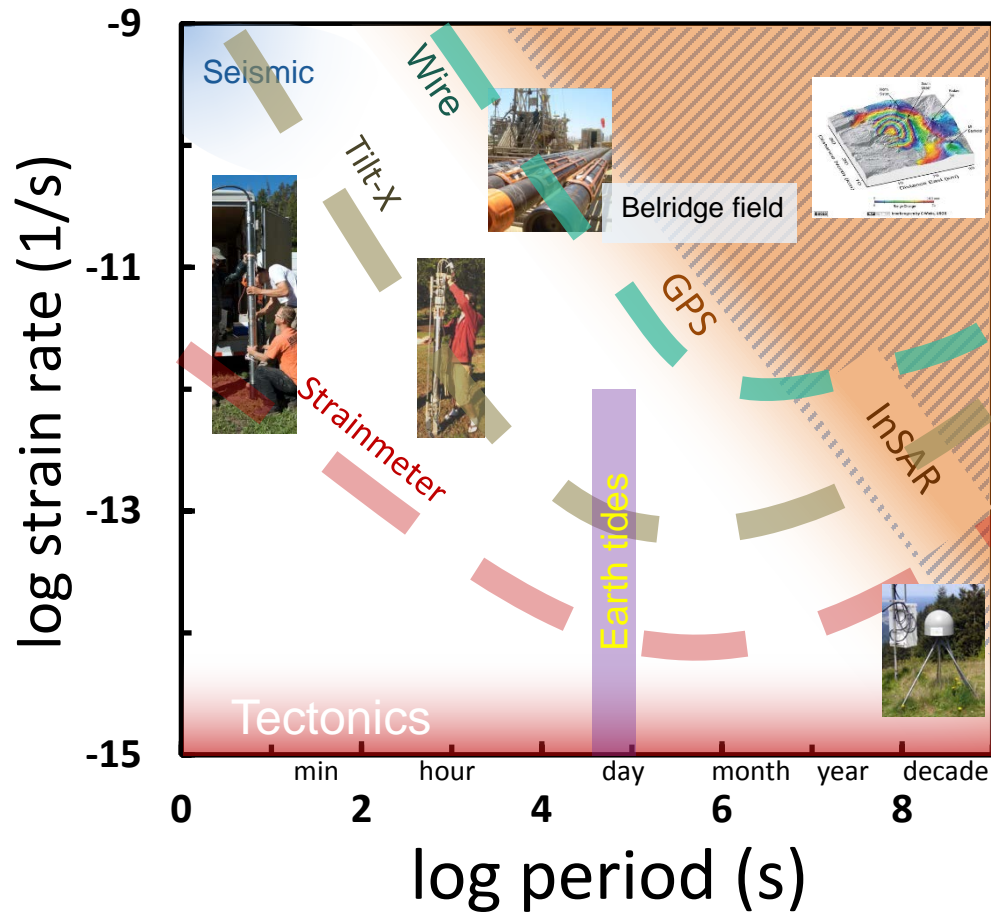 -9
-11
-13
-15
log strain rate (1/s)
Seismic
Wire
Tilt-X
Belridge field
GPS
Strainmeter
InSAR
Earth tides
Tectonics
min
hour
day
month
year
decade
0
2
4
6
8
log period (s)